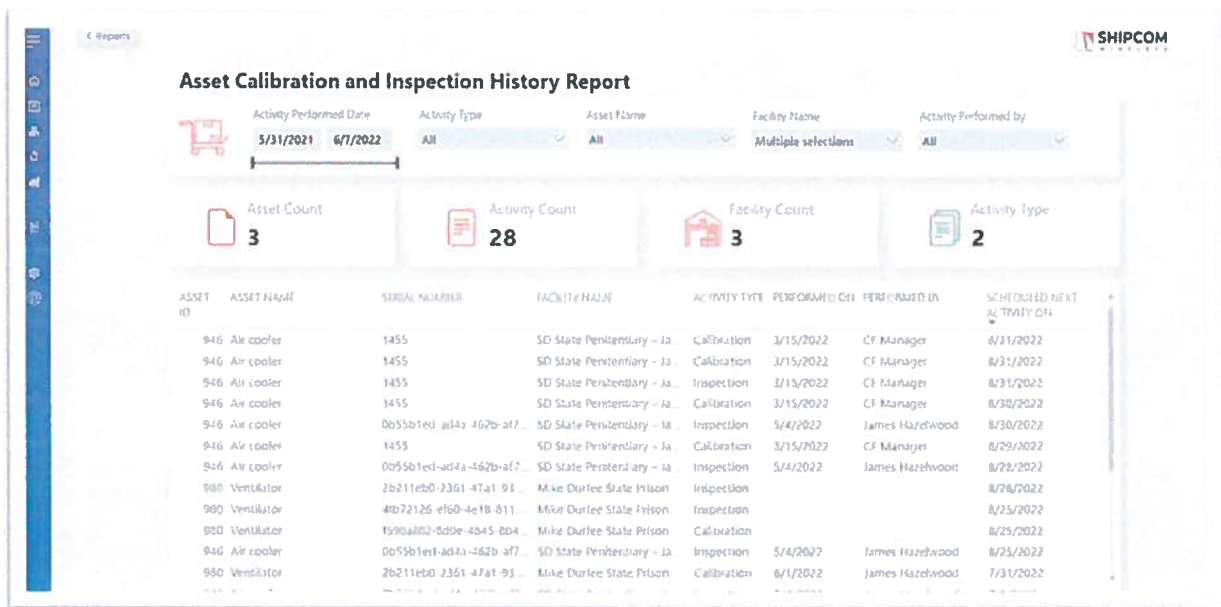 Reports
SHIPCOM
WIRELESS
Asset Calibration and Inspection History Report
Activity Performed Date Activity Type Asset Name Facility Name Activity Performed by
5/31/2021 6/7/2022 All All Multiple selections All
Asset Count Activity Count Facility Count Activity Type
3 28 3 2
ASSET ID ASSET NAME SERIAL NUMBER FACILITY NAME ACTIVITY TYPE PERFORMED ON PERFORMED BY SCHEDULED NEXT ACTIVITY ON
946 Air cooler 1455 SD State Penitentiary – Ja... Calibration 3/15/2022 CF Manager 8/31/2022
946 Air cooler 1455 SD State Penitentiary – Ja... Calibration 3/15/2022 CF Manager 8/31/2022
946 Air cooler 1455 SD State Penitentiary – Ja... Inspection 3/15/2022 CF Manager 8/31/2022
946 Air cooler 1455 SD State Penitentiary – Ja... Calibration 3/15/2022 CF Manager 8/30/2022
946 Air cooler SD State Penitentiary – Ja... Inspection 5/4/2022 James Hazelwood 8/30/2022
946 Air cooler 1455 SD State Penitentiary – Ja... Calibration 3/15/2022 CF Manager 8/29/2022
946 Air cooler SD State Penitentiary – Ja... Inspection 5/4/2022 James Hazelwood
980 Ventilator Mike Durfee State Prison Inspection
980 Ventilator Mike Durfee State Prison Inspection 8/25/2022
980 Ventilator Mike Durfee State Prison Calibration 8/25/2022
946 Air cooler SD State Penitentiary – Ja... Inspection 5/4/2022 James Hazelwood 8/25/2022
980 Ventilator Mike Durfee State Prison Calibration 6/1/2022 James Hazelwood 7/31/2022